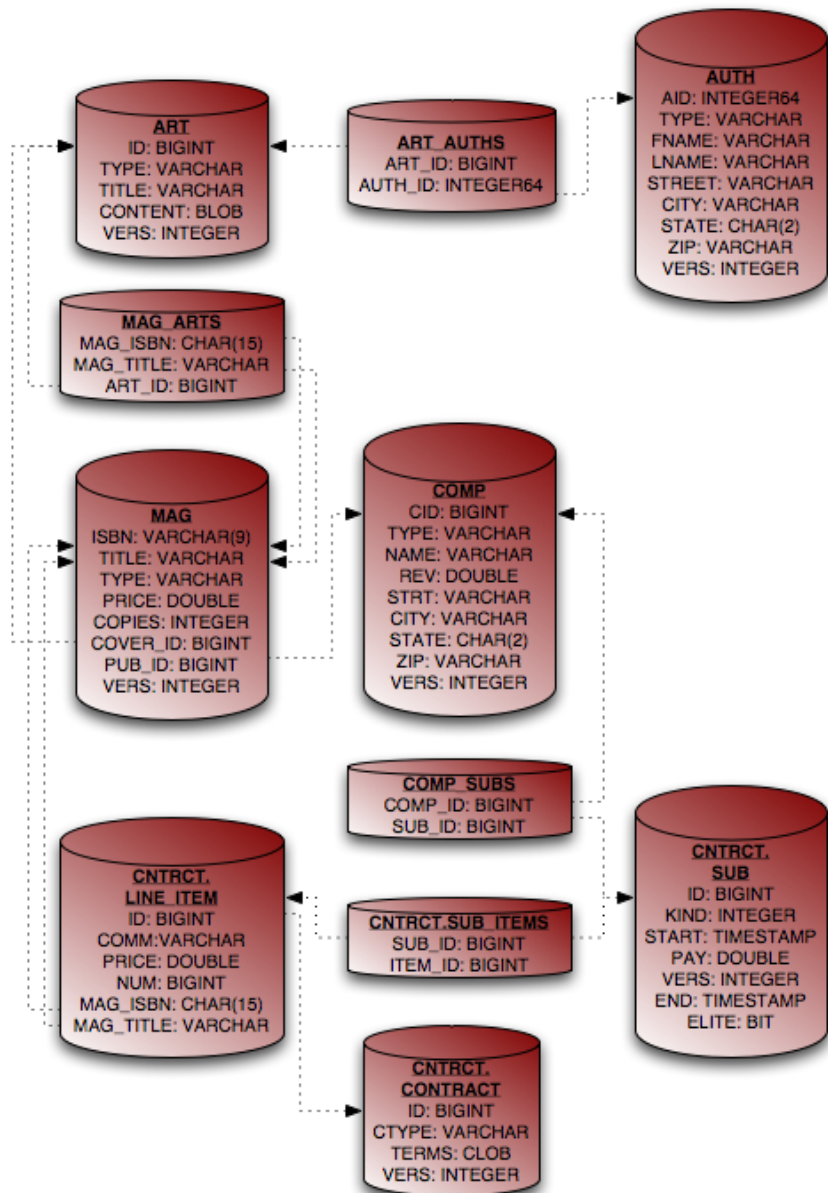 ART
ID: BIGINT
TYPE: VARCHAR
TITLE: VARCHAR
CONTENT: BLOB
VERS: INTEGER
ART_AUTHS
ART_ID: BIGINT
AUTH_ID: INTEGER64
AUTH
AID: INTEGER64
TYPE: VARCHAR
FNAME: VARCHAR
LNAME: VARCHAR
STREET: VARCHAR
CITY: VARCHAR
STATE: CHAR(2)
ZIP: VARCHAR
VERS: INTEGER
MAG_ARTS
MAG_ISBN: CHAR(15)
MAG_TITLE: VARCHAR
ART_ID: BIGINT
MAG
ISBN: VARCHAR(9)
TITLE: VARCHAR
TYPE: VARCHAR
PRICE: DOUBLE
COPIES: INTEGER
COVER_ID: BIGINT
PUB_ID: BIGINT
VERS: INTEGER
COMP
CID: BIGINT
TYPE: VARCHAR
NAME: VARCHAR
REV: DOUBLE
STRT: VARCHAR
CITY: VARCHAR
STATE: CHAR(2)
ZIP: VARCHAR
VERS: INTEGER
COMP_SUBS
COMP_ID: BIGINT
SUB_ID: BIGINT
CNTRCT.
LINE_ITEM
ID: BIGINT
COMM:VARCHAR
PRICE: DOUBLE
NUM: BIGINT
MAG_ISBN: CHAR(15)
MAG_TITLE: VARCHAR
CNTRCT.SUB_ITEMS
SUB_ID: BIGINT
ITEM_ID: BIGINT
CNTRCT.
SUB
ID: BIGINT
KIND: INTEGER
START: TIMESTAMP
PAY: DOUBLE
VERS: INTEGER
END: TIMESTAMP
ELITE: BIT
CNTRCT.
CONTRACT
ID: BIGINT
CTYPE: VARCHAR
TERMS: CLOB
VERS: INTEGER